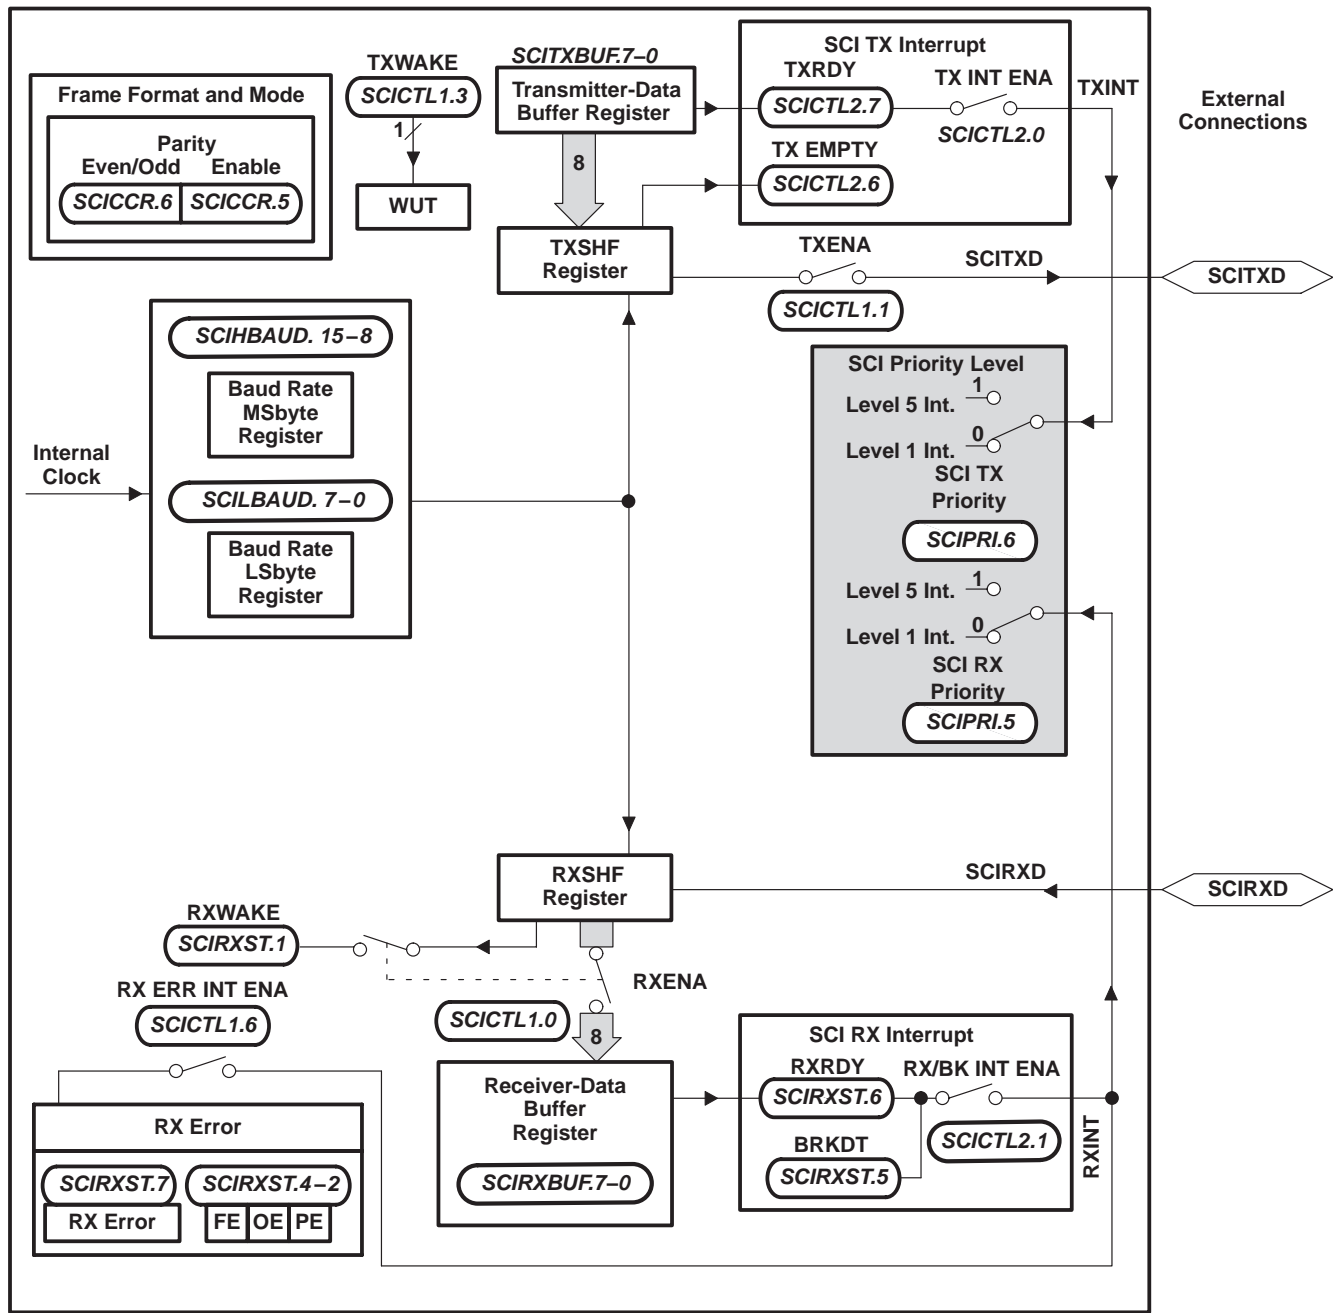 SCITXBUF.7–0
SCI TX Interrupt
TXWAKE
SCICTL1.3
1
WUT
Frame Format and Mode
Parity
Even/Odd Enable
SCICCR.6 SCICCR.5
Transmitter-Data
Buffer Register
8
TXRDY
SCICTL2.7
TX INT ENA
SCICTL2.0
TX EMPTY
SCICTL2.6
TXINT
External
Connections
TXSHF
Register
TXENA
SCICTL1.1
SCITXD
SCITXD
SCIHBAUD. 15–8
Baud Rate
MSbyte
Register
Internal
Clock
SCILBAUD. 7–0
Baud Rate
LSbyte
Register
SCI Priority Level
Level 5 Int. 1
Level 1 Int. 0
SCI TX
Priority
SCIPRI.6
Level 5 Int. 1
Level 1 Int. 0
SCI RX
Priority
SCIPRI.5
RXSHF
Register
SCIRXD
SCIRXD
RXWAKE
SCIRXST.1
RXENA
SCICTL1.0
8
RX ERR INT ENA
SCICTL1.6
RX Error
SCIRXST.7 SCIRXST.4–2
RX Error FE OE PE
Receiver-Data
Buffer
Register
SCIRXBUF.7–0
SCI RX Interrupt
RXRDY
SCIRXST.6
RX/BK INT ENA
SCICTL2.1
BRKDT
SCIRXST.5
RXINT